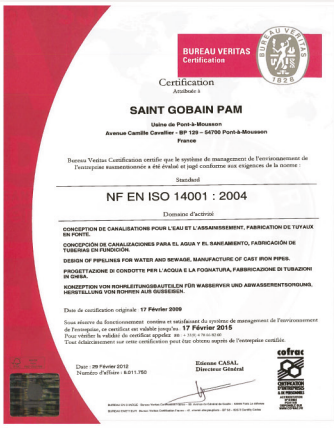 BUREAU VERITAS
Certification
BUREAU VERITAS
1828
Certification
Attribuée à
SAINT GOBAIN PAM
Usine de Pont-à-Mousson
Avenue Camille Cavallier - BP 129 – 54700 Pont-à-Mousson
France
Bureau Veritas Certification certifie que le système de management de l'environnement de
l'entreprise susmentionnée a été évalué et jugé conforme aux exigences de la norme :
Standard
NF EN ISO 14001 : 2004
Domaine d'activité
CONCEPTION DE CANALISATIONS POUR L'EAU ET L'ASSAINISSEMENT, FABRICATION DE TUYAUX
EN FONTE.
CONCEPCIÓN DE CANALIZACIONES PARA EL AGUA Y EL SANEAMIENTO, FABRICACIÓN DE
TUBERIAS EN FUNDICIÓN.
DESIGN OF PIPELINES FOR WATER AND SEWAGE, MANUFACTURE OF CAST IRON PIPES.
PROGETTAZIONE DI CONDOTTE PER L'ACQUA E LA FOGNATURA, FABBRICAZIONE DI TUBAZIONI
IN GHISA.
KONZEPTION VON ROHRLEITUNGSBAUTEILEN FÜR WASSERVER UND ABWASSERENTSORGUNG,
HERSTELLUNG VON ROHREN AUS GUSSEISEN.
Date de certification originale : 17 Février 2009
Sous réserve du fonctionnement continu et satisfaisant du système de management de l'environnement
de l'entreprise, ce certificat est valable jusqu'au : 17 Février 2015
Pour vérifier la validité du certificat appelez
Tout éclaircissement sur cette certification peut être obtenu auprès de l'entreprise certifiée
Date : 29 Février 2012
Numéro d'affaire : 6.011.750
Etienne CASAL
Directeur Général
cofrac
CERTIFICATION
D'ENTREPRISES